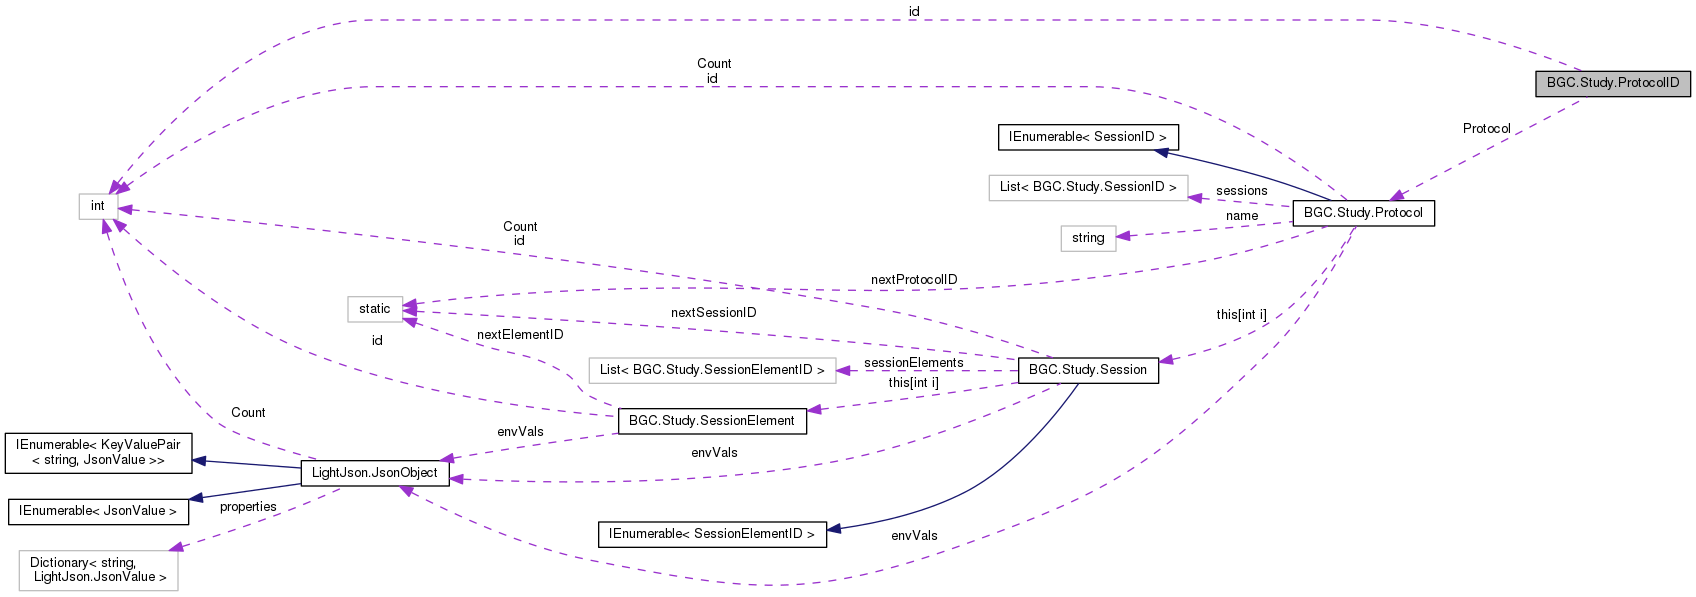 id
Count
id
BGC.Study.ProtocolID
IEnumerable< SessionID >
Protocol
List< BGC.Study.SessionID >
sessions
int
BGC.Study.Protocol
name
string
Count
id
nextProtocolID
static
nextSessionID
this[int i]
nextElementID
id
List< BGC.Study.SessionElementID >
sessionElements
BGC.Study.Session
this[int i]
Count
BGC.Study.SessionElement
envVals
IEnumerable< KeyValuePair
< string, JsonValue >>
envVals
LightJson.JsonObject
IEnumerable< JsonValue >
properties
IEnumerable< SessionElementID >
envVals
Dictionary< string,
LightJson.JsonValue >